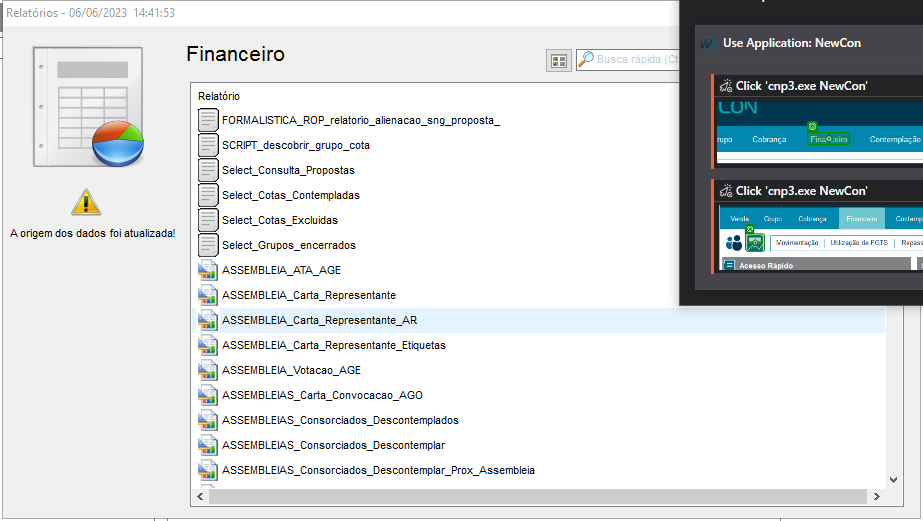 Relatórios - 06/06/2023 14:41:53
Financeiro
Busca rápida (Ct
A origem dos dados foi atualizada!
Relatório
FORMALISTICA_ROP_relatorio_alienacao_sng_proposta_
SCRIPT_descobrir_grupo_cota
Select_Consulta_Propostas
Select_Cotas_Contempladas
Select_Cotas_Excluidas
Select_Grupos_encerrados
ASSEMBLEIA_ATA_AGE
ASSEMBLEIA_Carta_Representante
ASSEMBLEIA_Carta_Representante_AR
ASSEMBLEIA_Carta_Representante_Etiquetas
ASSEMBLEIA_Votacao_AGE
ASSEMBLEIAS_Carta_Convocacao_AGO
ASSEMBLEIAS_Consorciados_Descontemplados
ASSEMBLEIAS_Consorciados_Descontemplar
ASSEMBLEIAS_Consorciados_Descontemplar_Prox_Assembleia
Use Application: NewCon
Click 'cnp3.exe NewCon'
CON
rupo Cobrança Financeiro Contemplação
Click 'cnp3.exe NewCon'
Venda Grupo Cobrança Financeiro Contemp
Movimentação Utilização de FGTS Repass
Acesso Rápido